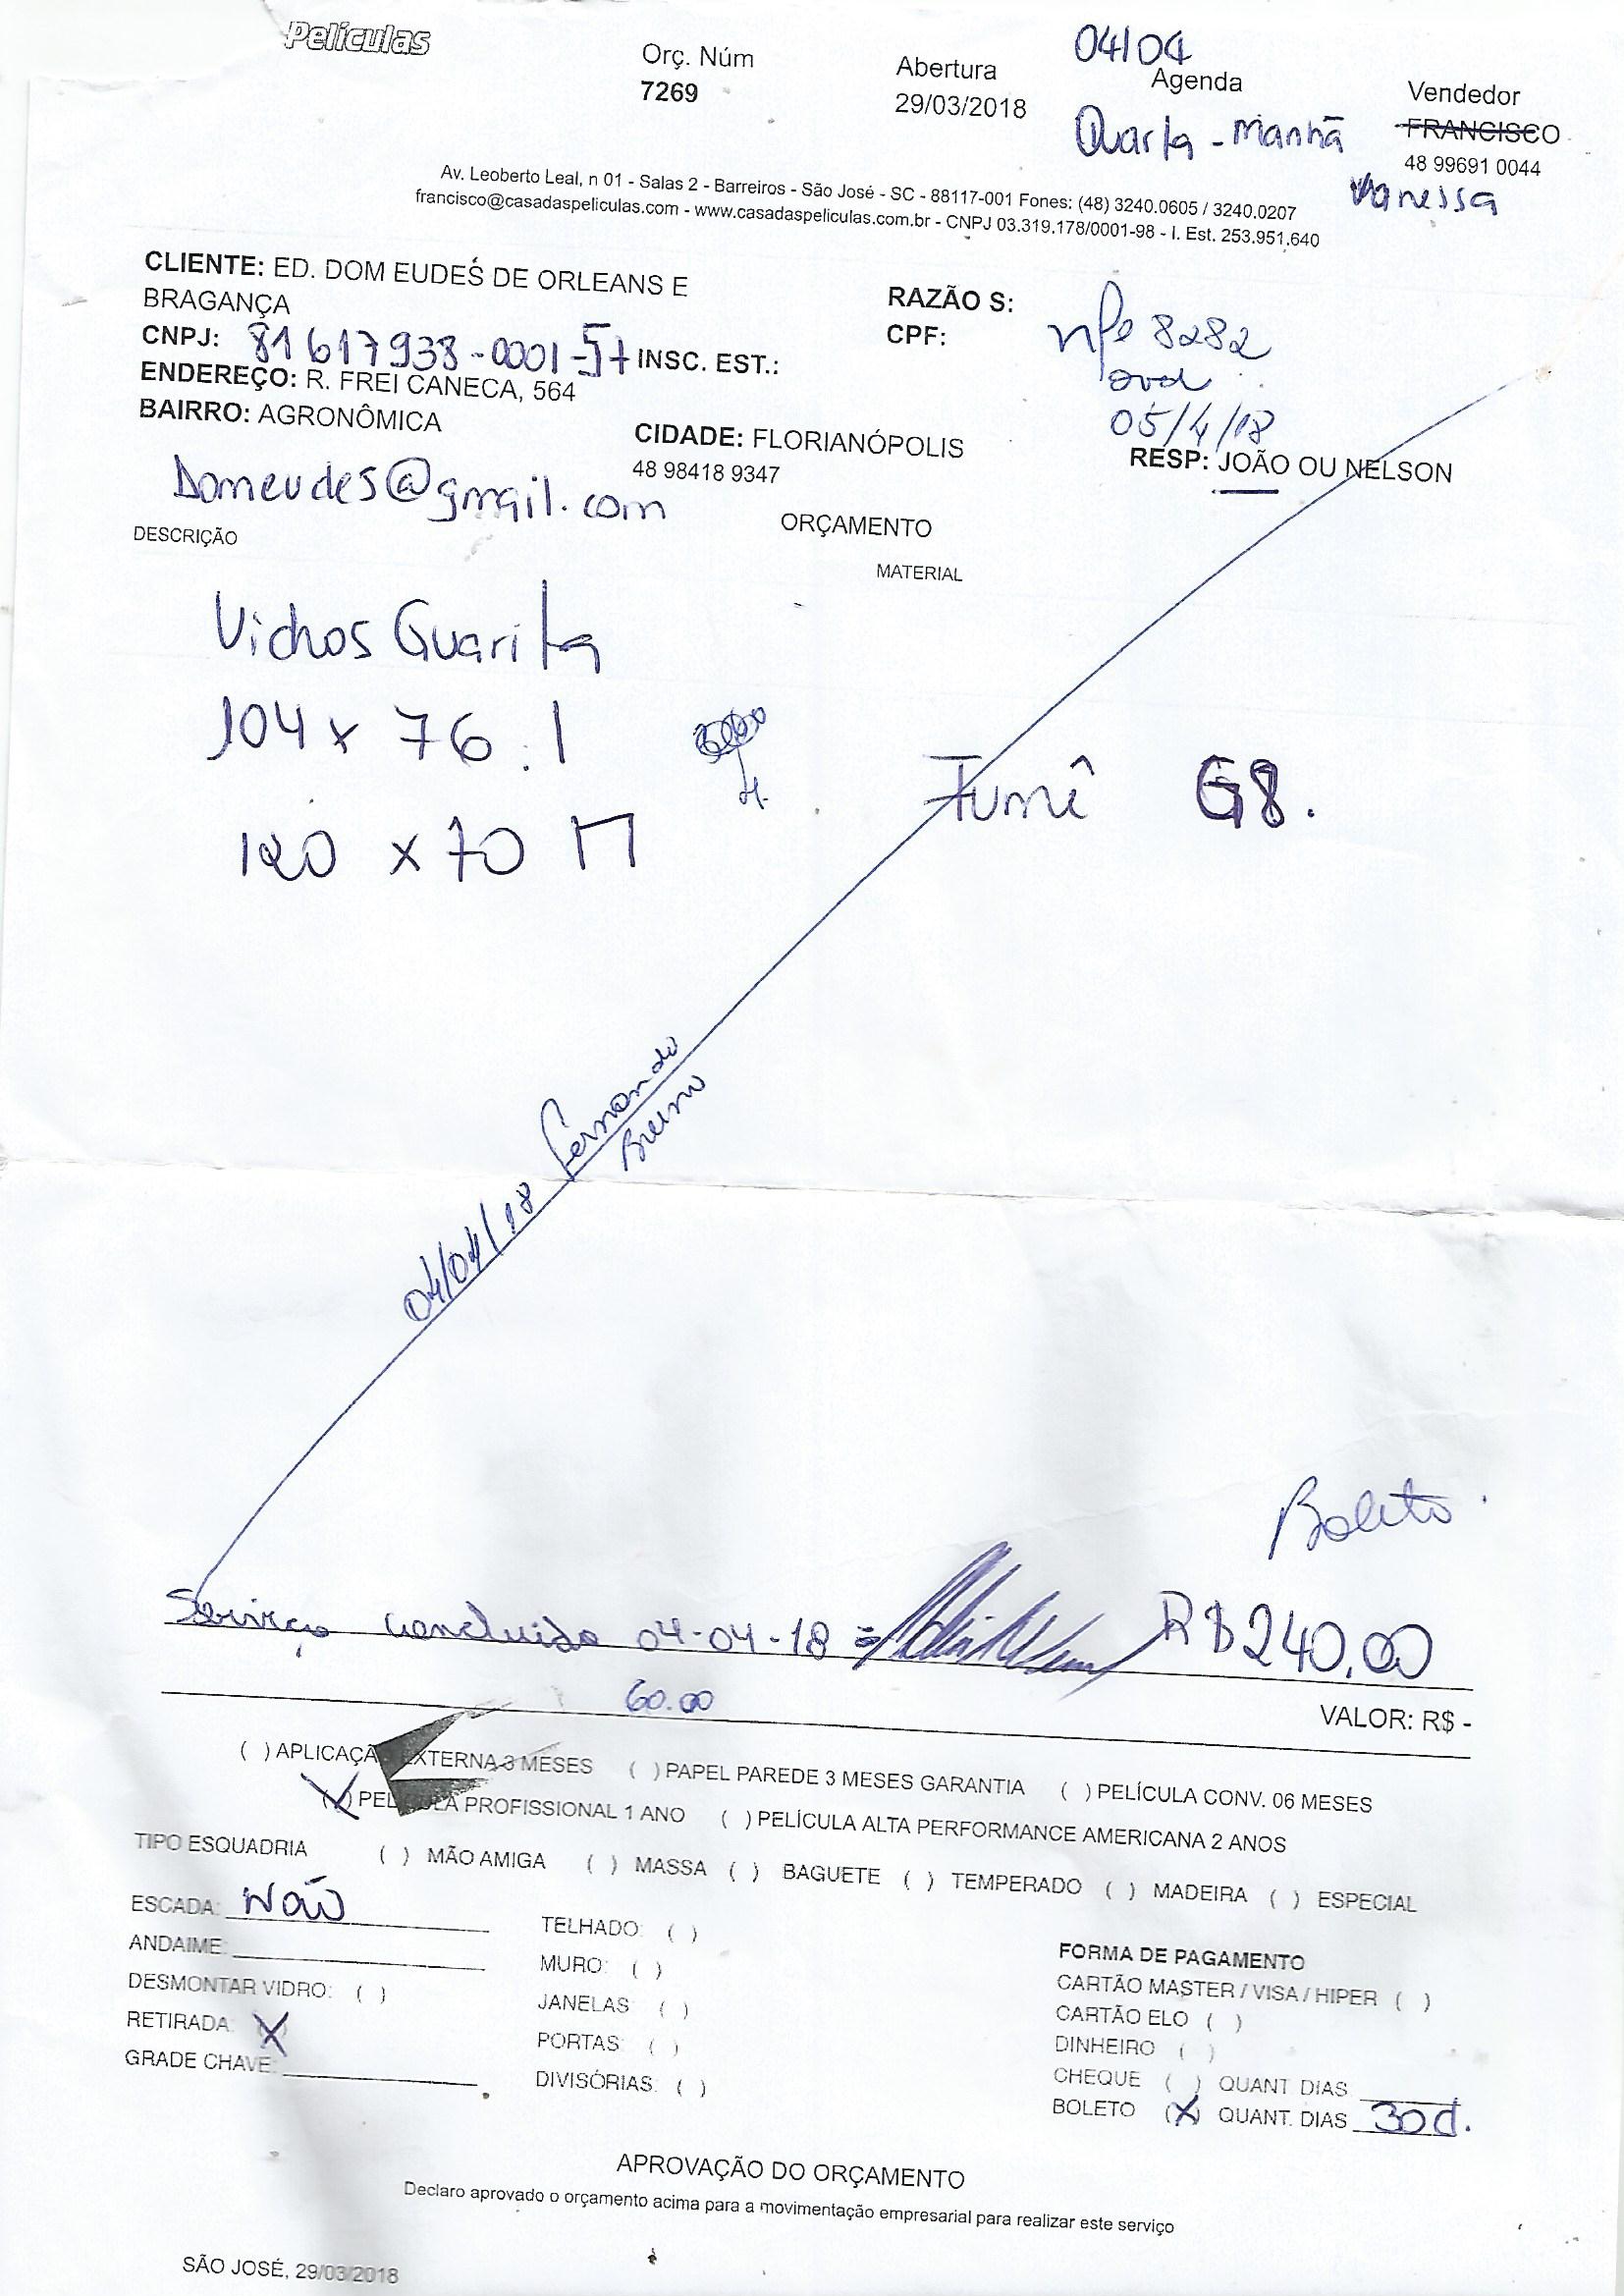 Películas
Orç. Núm
7269
Abertura
29/03/2018
04/04
Agenda
Quarta - manhã
Vendedor
FRANCISCO
48 99691 0044
Vanessa
Av. Leoberto Leal, n 01 - Salas 2 - Barreiros - São José - SC - 88117-001 Fones: (48) 3240.0605 / 3240.0207
francisco@casadaspeliculas.com - www.casadaspeliculas.com.br - CNPJ 03.319.178/0001-98 - I. Est. 253.951.640
CLIENTE: ED. DOM EUDES DE ORLEANS E
BRAGANÇA
CNPJ: 81617938-0001-57 INSC. EST.:
ENDEREÇO: R. FREI CANECA, 564
BAIRRO: AGRONÔMICA
RAZÃO S:
CPF:
nfe 8282
05/4/18
CIDADE: FLORIANÓPOLIS
48 98418 9347
RESP: JOÃO OU NELSON
Domeudes@gmail.com
ORÇAMENTO
DESCRIÇÃO
MATERIAL
Vidros Guarita
104 x 76 . 1
Fumê G8.
120 x 70
04/04/18 Fernando
Bruno
Boleto
Serviço concluido 04-04-18
R$ 240,00
60.00
VALOR: R$ -
( ) APLICAÇÃO EXTERNA 3 MESES ( ) PAPEL PAREDE 3 MESES GARANTIA ( ) PELÍCULA CONV. 06 MESES
(X) PELÍCULA PROFISSIONAL 1 ANO ( ) PELÍCULA ALTA PERFORMANCE AMERICANA 2 ANOS
TIPO ESQUADRIA ( ) MÃO AMIGA ( ) MASSA ( ) BAGUETE ( ) TEMPERADO ( ) MADEIRA ( ) ESPECIAL
ESCADA: Não
ANDAIME:
DESMONTAR VIDRO: ( )
RETIRADA: (X)
GRADE CHAVE:
TELHADO: ( )
MURO: ( )
JANELAS ( )
PORTAS ( )
DIVISÓRIAS: ( )
FORMA DE PAGAMENTO
CARTÃO MASTER / VISA / HIPER ( )
CARTÃO ELO ( )
DINHEIRO ( )
CHEQUE ( ) QUANT. DIAS
BOLETO (X) QUANT. DIAS 30 d.
APROVAÇÃO DO ORÇAMENTO
Declaro aprovado o orçamento acima para a movimentação empresarial para realizar este serviço
SÃO JOSÉ, 29/03/2018